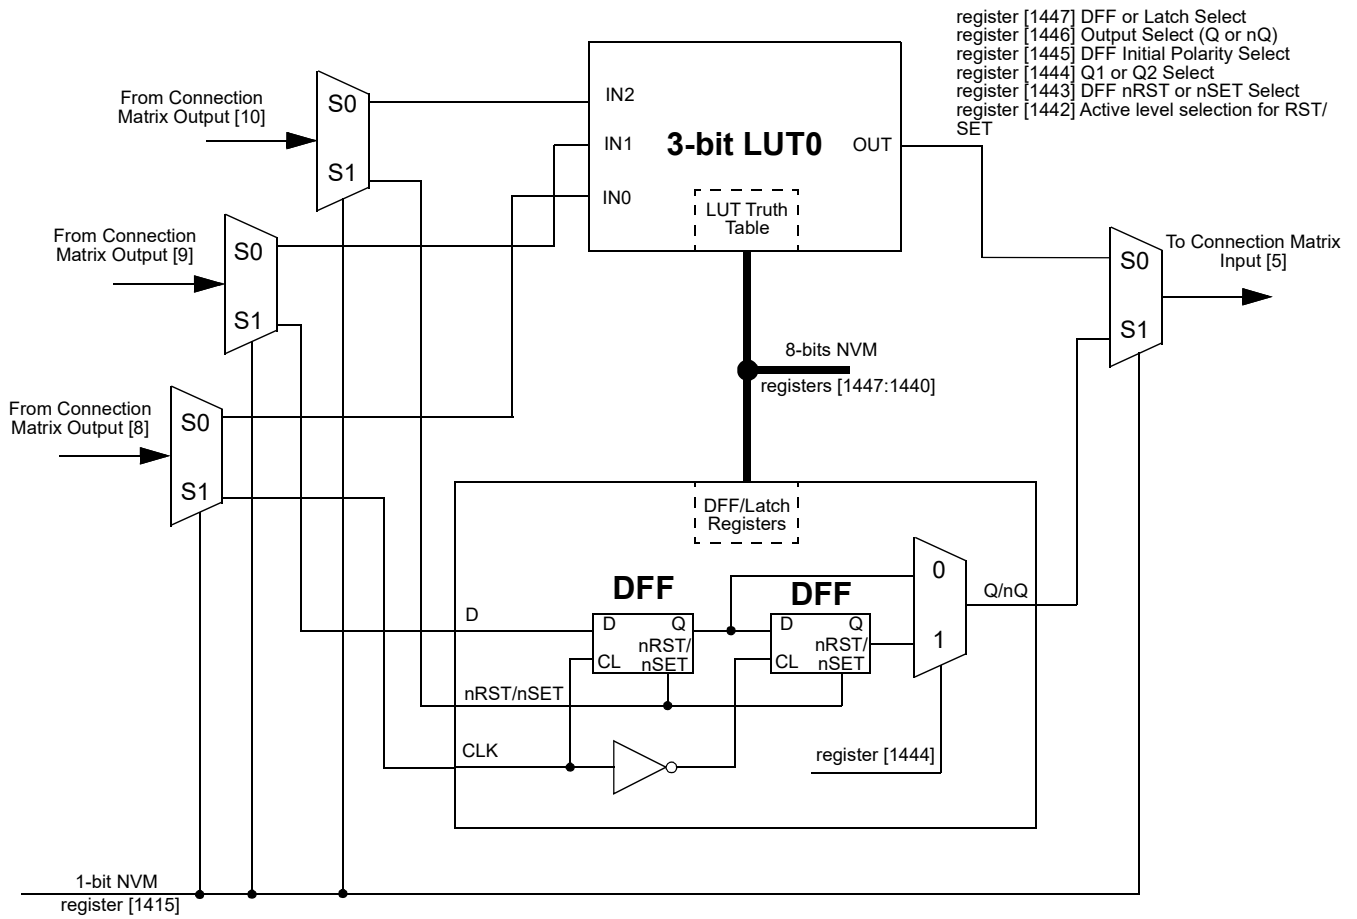 register [1447] DFF or Latch Select
register [1446] Output Select (Q or nQ)
register [1445] DFF Initial Polarity Select
register [1444] Q1 or Q2 Select
register [1443] DFF nRST or nSET Select
register [1442] Active level selection for RST/
SET
From Connection
Matrix Output [10]
S0
S1
IN2
IN1
IN0
3-bit LUT0
OUT
LUT Truth
Table
From Connection
Matrix Output [9]
S0
S1
To Connection Matrix
Input [5]
S0
S1
8-bits NVM
registers [1447:1440]
From Connection
Matrix Output [8]
S0
S1
DFF/Latch
Registers
DFF
DFF
D
D
Q
nRST/
nSET
CL
D
Q
nRST/
nSET
CL
0
1
Q/nQ
nRST/nSET
CLK
register [1444]
1-bit NVM
register [1415]